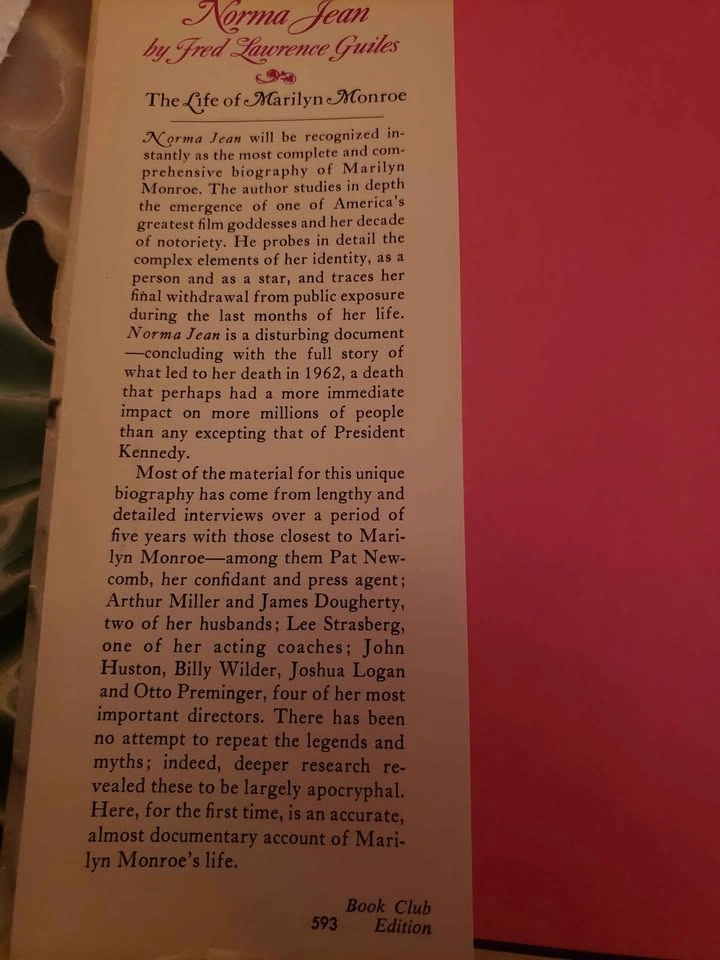 Norma Jean
by Fred Lawrence Guiles
The Life of Marilyn Monroe
Norma Jean will be recognized in-
stantly as the most complete and com-
prehensive biography of Marilyn
Monroe. The author studies in depth
the emergence of one of America's
greatest film goddesses and her decade
of notoriety. He probes in detail the
complex elements of her identity, as a
person and as a star, and traces her
final withdrawal from public exposure
during the last months of her life.
Norma Jean is a disturbing document
—concluding with the full story of
what led to her death in 1962, a death
that perhaps had a more immediate
impact on more millions of people
than any excepting that of President
Kennedy.
Most of the material for this unique
biography has come from lengthy and
detailed interviews over a period of
five years with those closest to Mari-
lyn Monroe—among them Pat New-
comb, her confidant and press agent;
Arthur Miller and James Dougherty,
two of her husbands; Lee Strasberg,
one of her acting coaches; John
Huston, Billy Wilder, Joshua Logan
and Otto Preminger, four of her most
important directors. There has been
no attempt to repeat the legends and
myths; indeed, deeper research re-
vealed these to be largely apocryphal.
Here, for the first time, is an accurate,
almost documentary account of Mari-
lyn Monroe's life.
Book Club
593 Edition